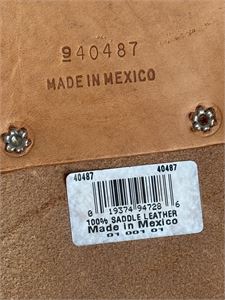 940487
MADE IN MEXICO
40487 40487
0 19374 94728 6
100% SADDLE LEATHER
Made in Mexico
01 001 01